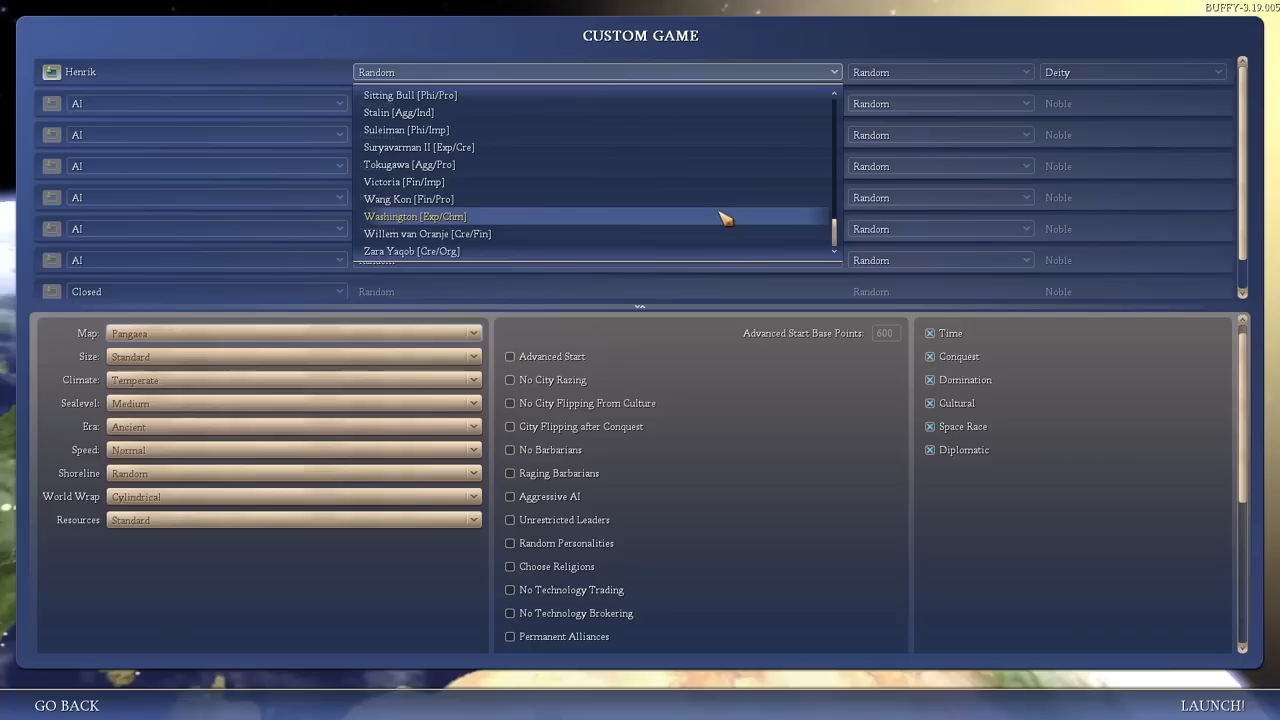 BUFFY-3.19.005
CUSTOM GAME
Henrik Random Random Deity
AI Random Noble
AI Random Noble
AI Random Noble
AI Random Noble
AI Random Noble
AI Random Noble
Closed Random Random Noble
Sitting Bull [Phi/Pro]
Stalin [Agg/Ind]
Suleiman [Phi/Imp]
Suryavarman II [Exp/Cre]
Tokugawa [Agg/Pro]
Victoria [Fin/Imp]
Wang Kon [Fin/Pro]
Washington [Exp/Chm]
Willem van Oranje [Cre/Fin]
Zara Yaqob [Cre/Org]
Map: Pangaea
Size: Standard
Climate: Temperate
Sealevel: Medium
Era: Ancient
Speed: Normal
Shoreline Random
World Wrap Cylindrical
Resources Standard
Advanced Start Base Points: 600
Advanced Start
No City Razing
No City Flipping From Culture
City Flipping after Conquest
No Barbarians
Raging Barbarians
Aggressive AI
Unrestricted Leaders
Random Personalities
Choose Religions
No Technology Trading
No Technology Brokering
Permanent Alliances
Time
Conquest
Domination
Cultural
Space Race
Diplomatic
GO BACK
LAUNCH!